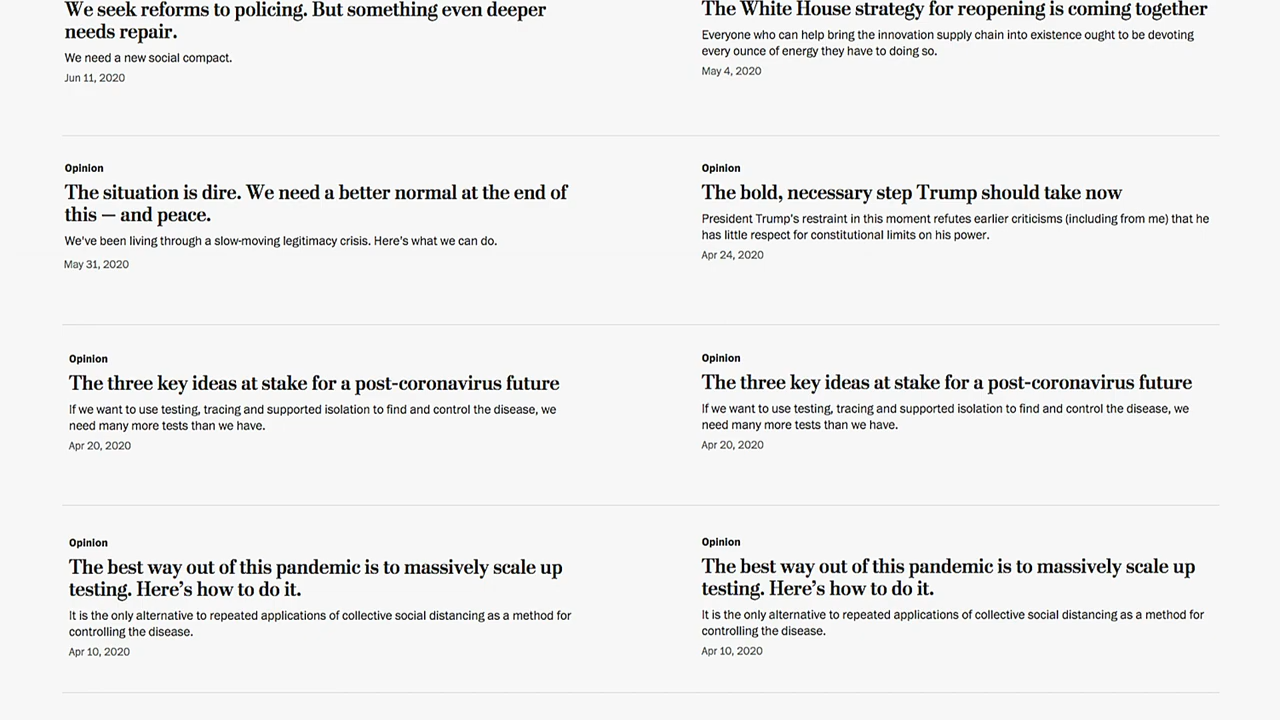 We seek reforms to policing. But something even deeper
needs repair.
We need a new social compact.
Jun 11, 2020
Opinion
The situation is dire. We need a better normal at the end of
this — and peace.
We've been living through a slow-moving legitimacy crisis. Here's what we can do.
May 31, 2020
Opinion
The three key ideas at stake for a post-coronavirus future
If we want to use testing, tracing and supported isolation to find and control the disease, we
need many more tests than we have.
Apr 20, 2020
Opinion
The best way out of this pandemic is to massively scale up
testing. Here’s how to do it.
It is the only alternative to repeated applications of collective social distancing as a method for
controlling the disease.
Apr 10, 2020
The White House strategy for reopening is coming together
Everyone who can help bring the innovation supply chain into existence ought to be devoting
every ounce of energy they have to doing so.
May 4, 2020
Opinion
The bold, necessary step Trump should take now
President Trump's restraint in this moment refutes earlier criticisms (including from me) that he
has little respect for constitutional limits on his power.
Apr 24, 2020
Opinion
The three key ideas at stake for a post-coronavirus future
If we want to use testing, tracing and supported isolation to find and control the disease, we
need many more tests than we have.
Apr 20, 2020
Opinion
The best way out of this pandemic is to massively scale up
testing. Here’s how to do it.
It is the only alternative to repeated applications of collective social distancing as a method for
controlling the disease.
Apr 10, 2020